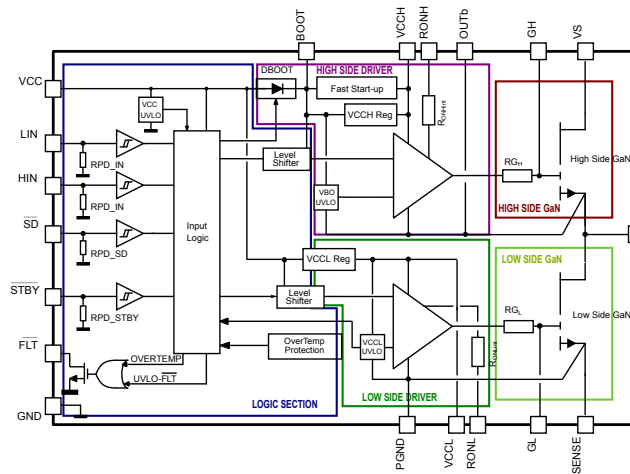 BOOT
VCCH
RONH
OUTb
GH
VS
VCC
DBOOT
HIGH SIDE DRIVER
VCC
UVLO
Fast Start-up
VCCH Reg
RONHint
LIN
RPD_IN
Level
Shifter
HIN
RPD_IN
VBO
UVLO
RGH
High Side GaN
HIGH SIDE GaN
SD
RPD_SD
Input
Logic
VCCL Reg
LOW SIDE GaN
STBY
RPD_STBY
Level
Shifter
RGL
Low Side GaN
VCCL
UVLO
OverTemp
Protection
RONLint
FLT
OVERTEMP
UVLO-FLT
LOGIC SECTION
LOW SIDE DRIVER
GND
PGND
VCCL
RONL
GL
SENSE